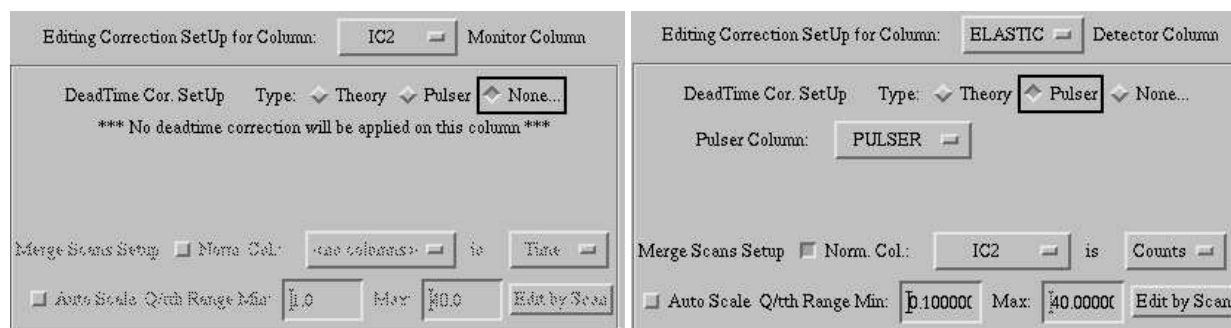 Editing Correction SetUp for Column: IC2 Monitor Column
DeadTime Cor. SetUp Type: Theory Pulser None...
*** No deadtime correction will be applied on this column ***
Merge Scans Setup Norm. Col.: <no columns> is Time
Auto Scale Q/tth Range Min: 1.0 Max: 40.0 Edit by Scan
Editing Correction SetUp for Column: ELASTIC Detector Column
DeadTime Cor. SetUp Type: Theory Pulser None...
Pulser Column: PULSER
Merge Scans Setup Norm. Col.: IC2 is Counts
Auto Scale Q/tth Range Min: 0.10000 Max: 40.0000 Edit by Scan